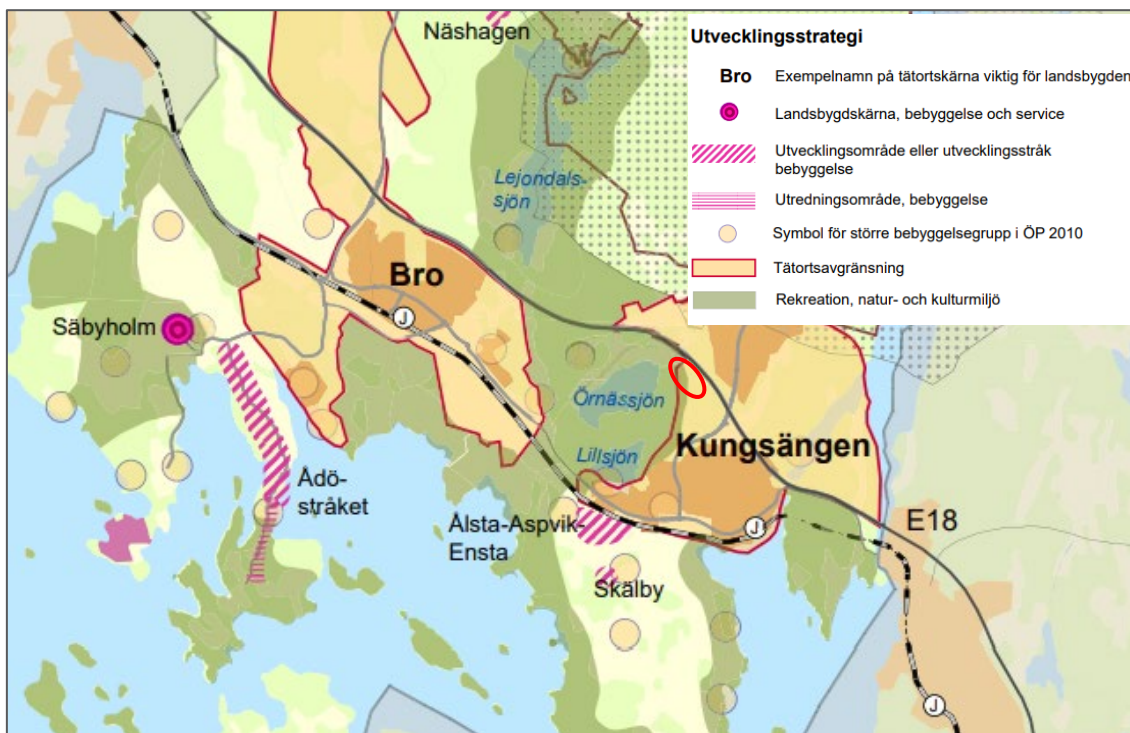 Näshagen
Utvecklingsstrategi
Bro Exempelnamn på tätortskärna viktig för landsbygden
Landsbygdskärna, bebyggelse och service
Utvecklingsområde eller utvecklingsstråk
bebyggelse
Utredningsområde, bebyggelse
Symbol för större bebyggelsegrupp i ÖP 2010
Tätortsavgränsning
Rekreation, natur- och kulturmiljö
Lejondals-
sjön
Bro
J
Säbyholm
Örnässjön
Kungsängen
Lillsjön
Ådö-
stråket
Ålsta-Aspvik-
Ensta
J
E18
Skälby
J